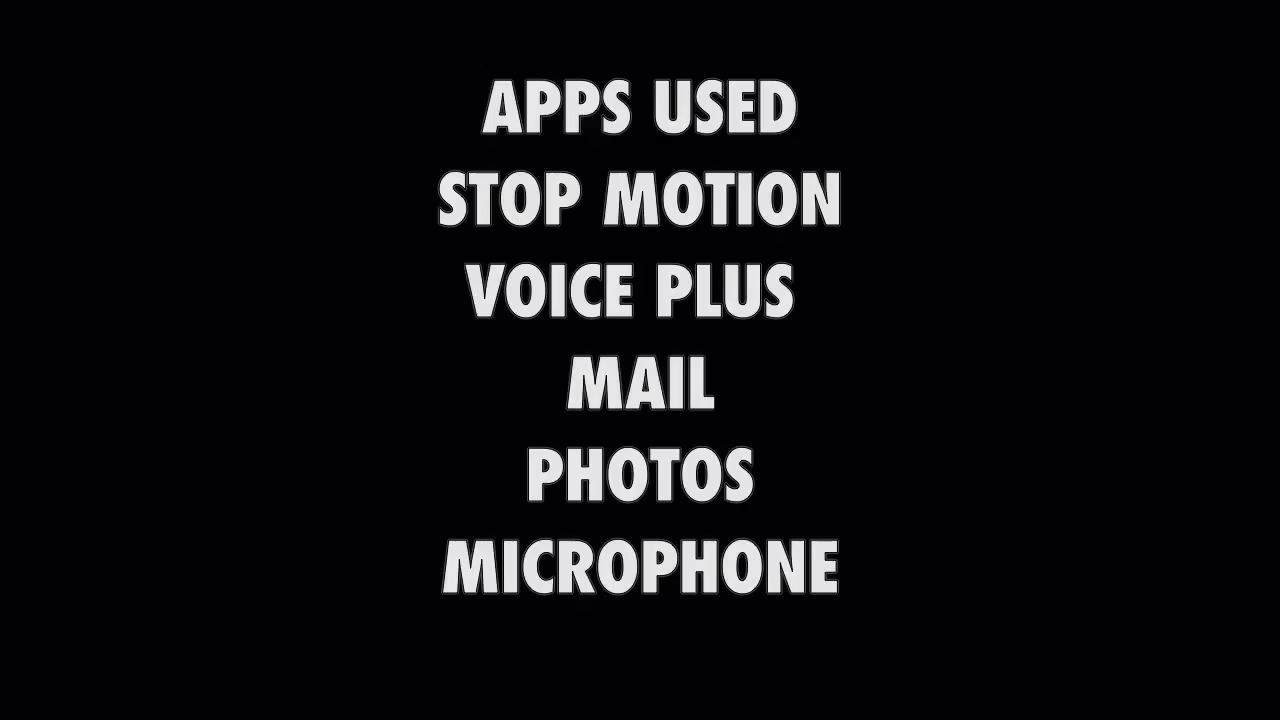 APPS USED
STOP MOTION
VOICE PLUS
MAIL
PHOTOS
MICROPHONE